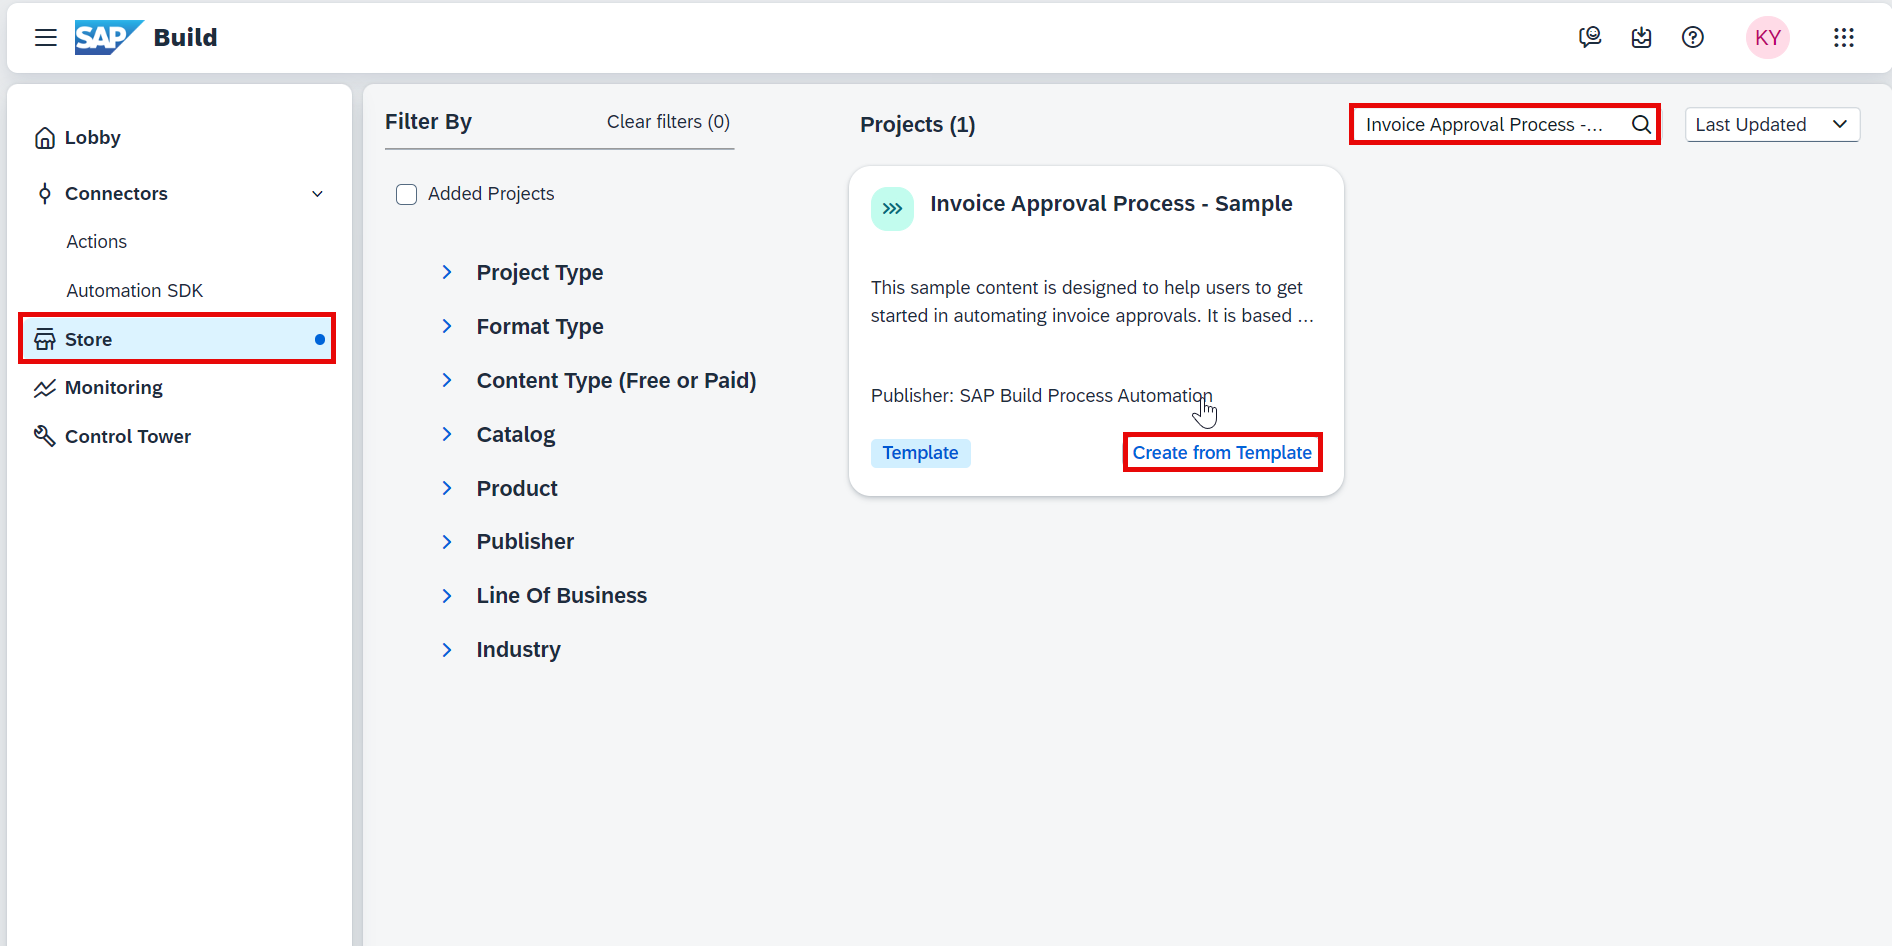 SAP Build
KY
Lobby
Connectors
Actions
Automation SDK
Store
Monitoring
Control Tower
Filter By
Clear filters (0)
Added Projects
Project Type
Format Type
Content Type (Free or Paid)
Catalog
Product
Publisher
Line Of Business
Industry
Projects (1)
Invoice Approval Process -...
Last Updated
Invoice Approval Process - Sample
This sample content is designed to help users to get
started in automating invoice approvals. It is based ...
Publisher: SAP Build Process Automation
Template
Create from Template